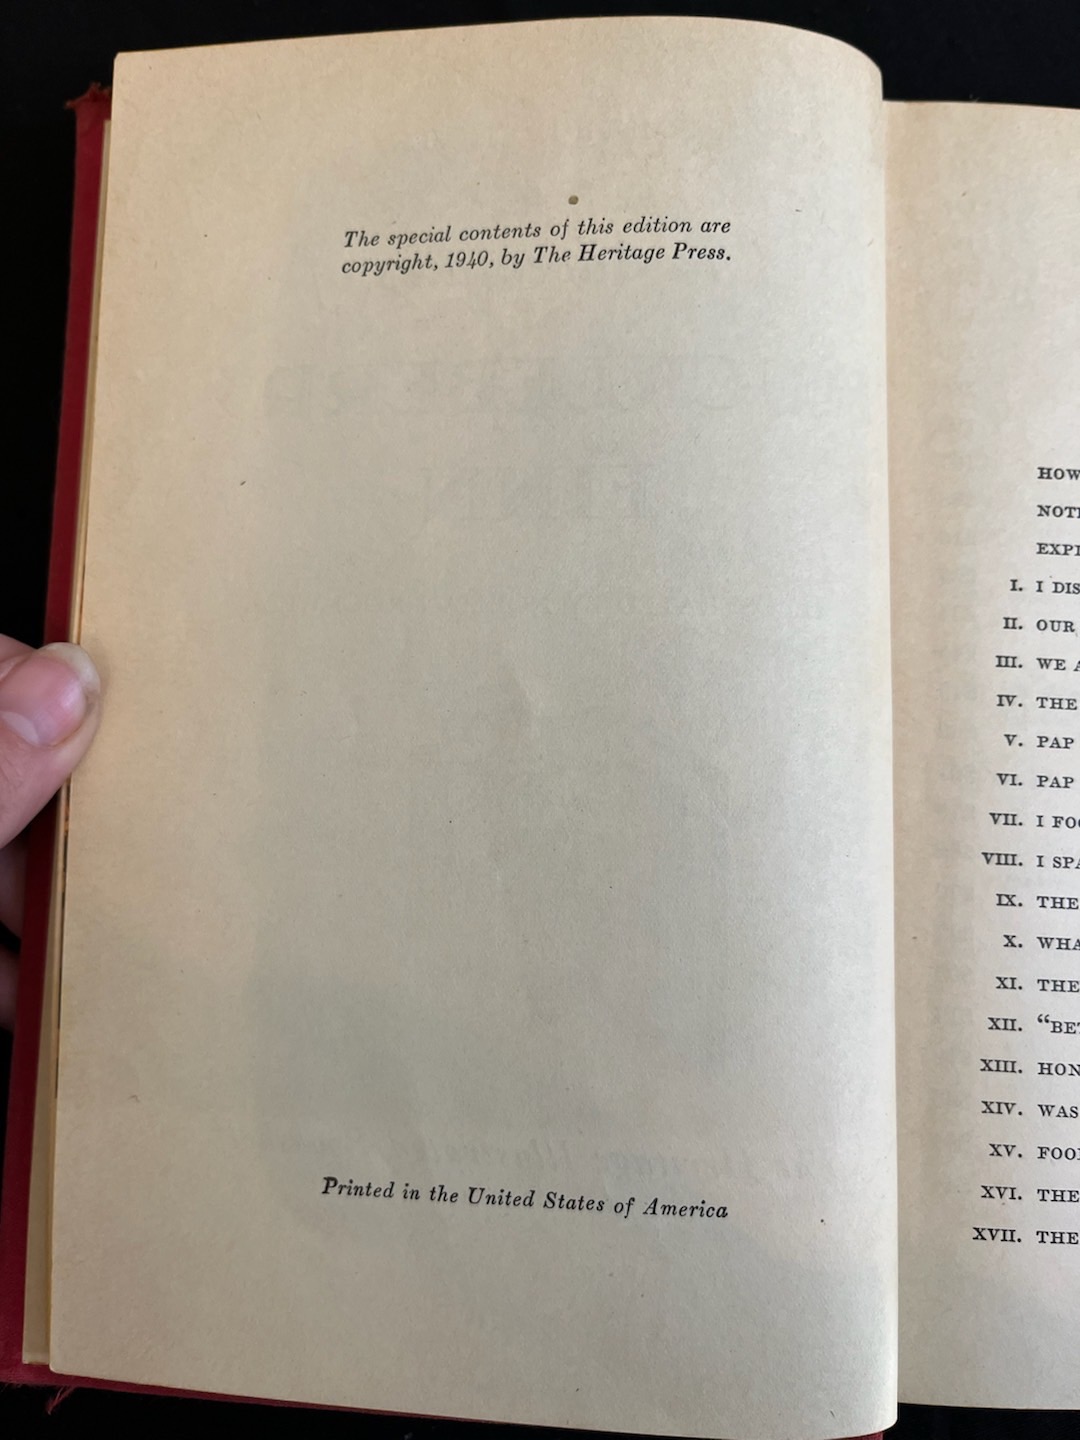 The special contents of this edition are
copyright, 1940, by The Heritage Press.
Printed in the United States of America
HOW
NOT
EXP
I. I DIS
II. OUR
III. WE A
IV. THE
V. PAP
VI. PAP
VII. I FO
VIII. I SPA
IX. THE
X. WHA
XI. THE
XII. “BET
XIII. HON
XIV. WAS
XV. FOO
XVI. THE
XVII. THE